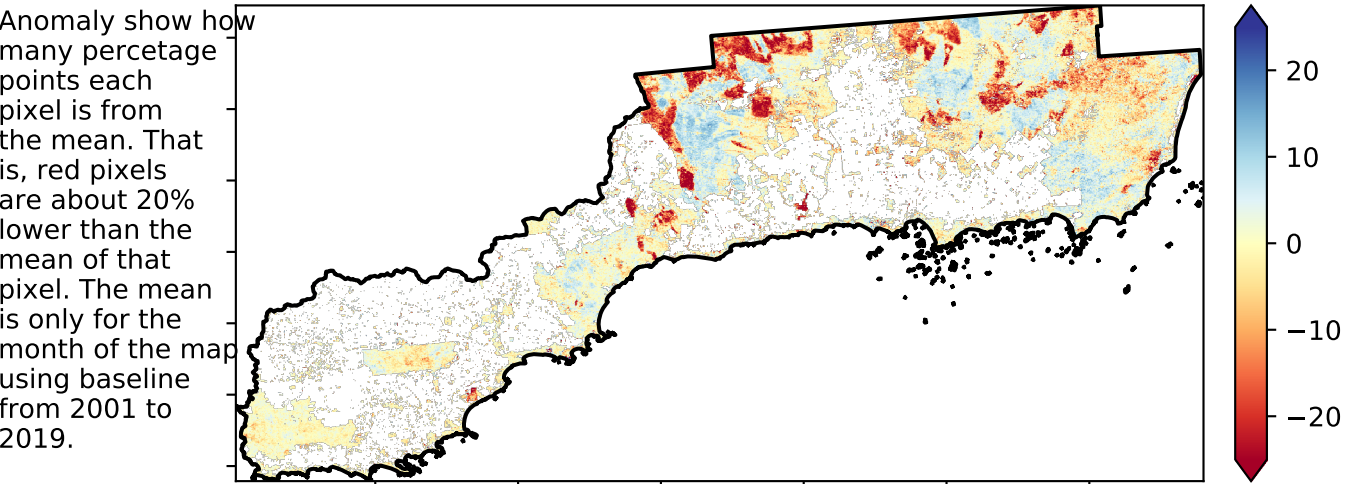 Anomaly show how
many percetage
points each
pixel is from
the mean. That
is, red pixels
are about 20%
lower than the
mean of that
pixel. The mean
is only for the
month of the map
using baseline
from 2001 to
2019.
20
10
0
−10
−20